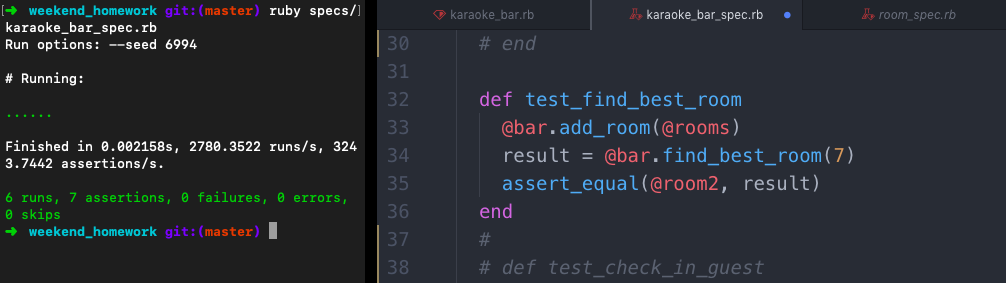 ➜ weekend_homework git:(master) ruby specs/
karaoke_bar_spec.rb
Run options: --seed 6994
# Running:
......
Finished in 0.002158s, 2780.3522 runs/s, 324
3.7442 assertions/s.
6 runs, 7 assertions, 0 failures, 0 errors,
0 skips
➜ weekend_homework git:(master)
karaoke_bar.rb karaoke_bar_spec.rb room_spec.rb
30 # end
31
32 def test_find_best_room
33 @bar.add_room(@rooms)
34 result = @bar.find_best_room(7)
35 assert_equal(@room2, result)
36 end
37 #
38 # def test_check_in_guest